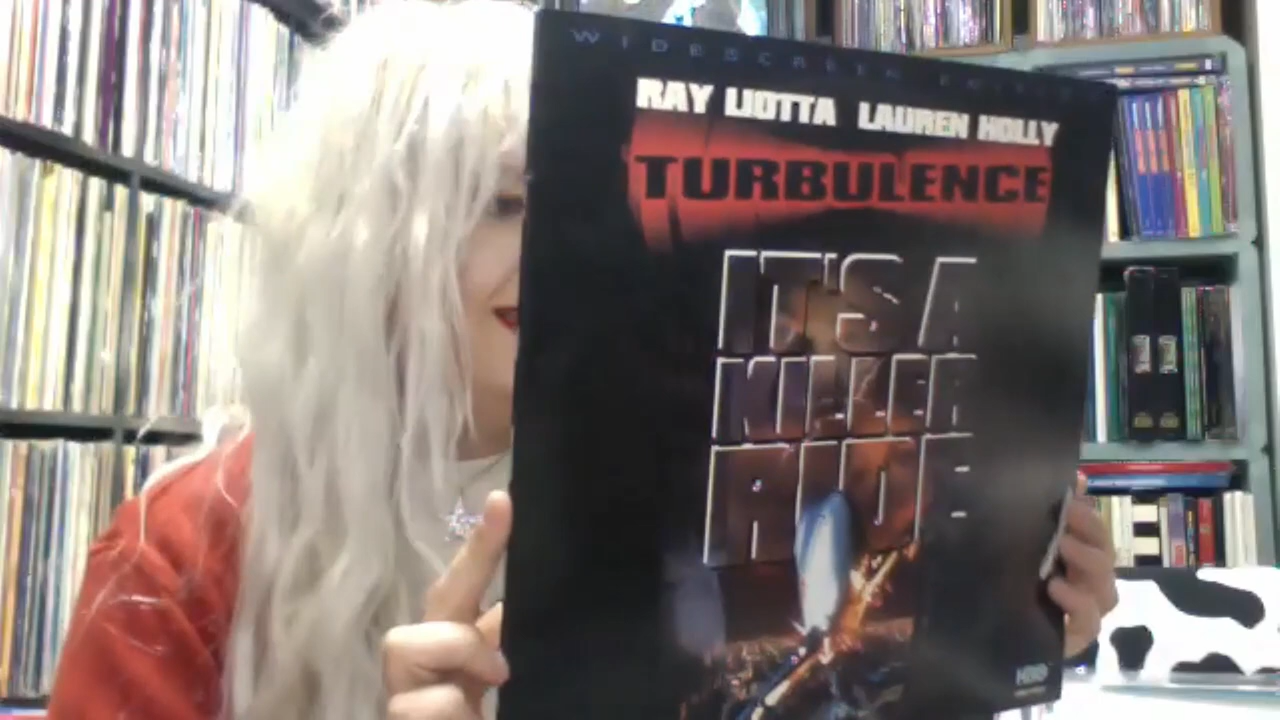 WIDESCREEN EDITION
RAY LIOTTA LAUREN HOLLY
TURBULENCE
IT'S A
KILLER
RIDE
HBO